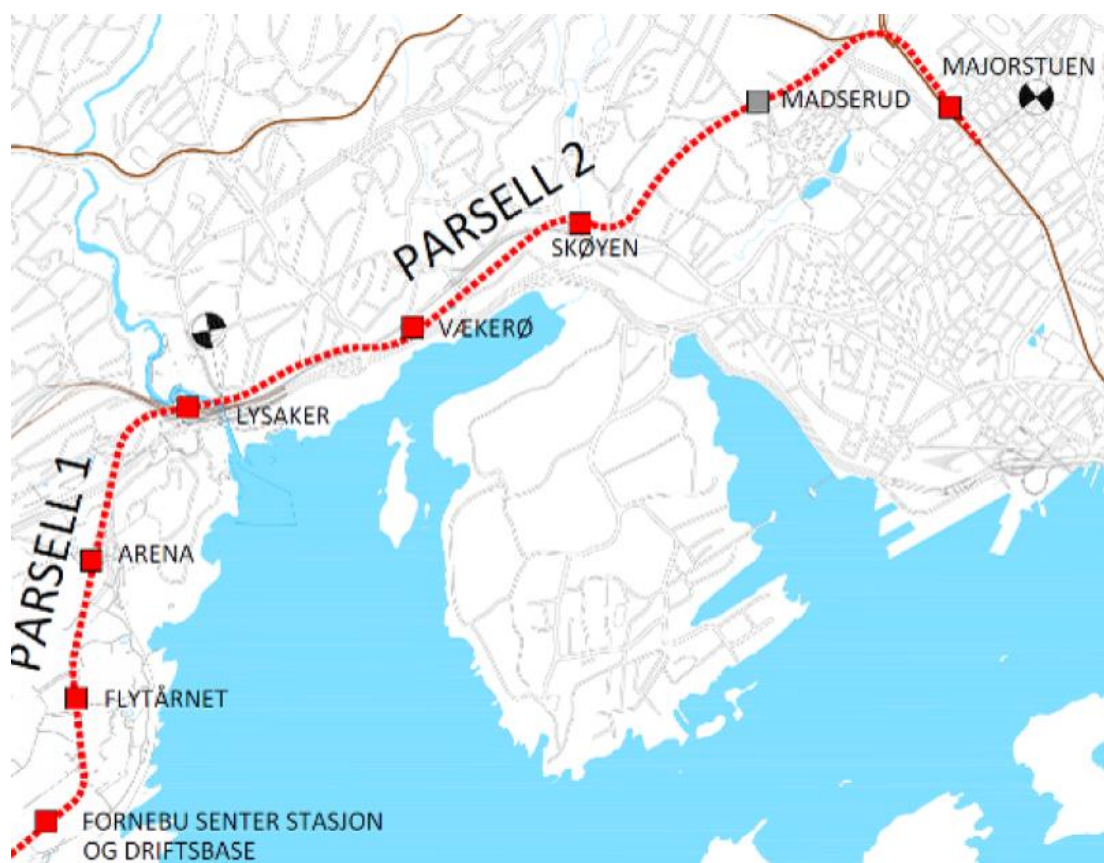 MAJORSTUEN
MADSERUD
PARSELL 2
SKØYEN
VÆKERØ
LYSAKER
PARSELL 1
ARENA
FLYTÅRNET
FORNEBU SENTER STASJON
OG DRIFTSBASE